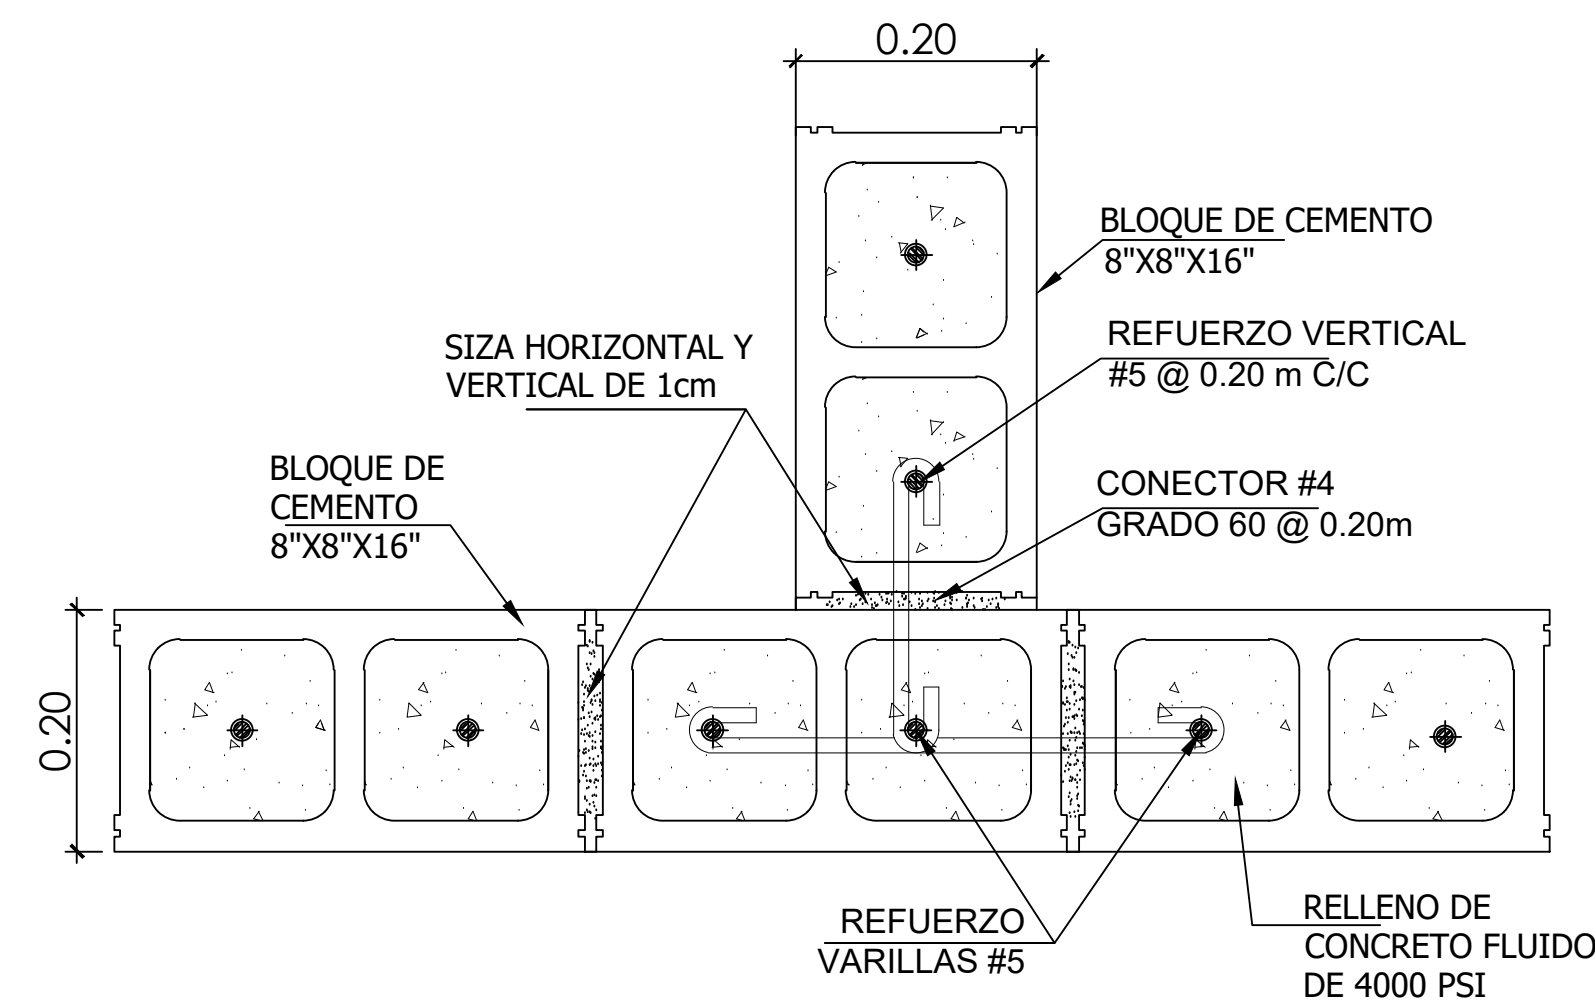 0.20
BLOQUE DE CEMENTO
8"X8"X16"
REFUERZO VERTICAL
#5 @ 0.20 m C/C
SIZA HORIZONTAL Y
VERTICAL DE 1cm
BLOQUE DE
CEMENTO
8"X8"X16"
CONECTOR #4
GRADO 60 @ 0.20m
0.20
REFUERZO
VARILLAS #5
RELLENO DE
CONCRETO FLUIDO
DE 4000 PSI